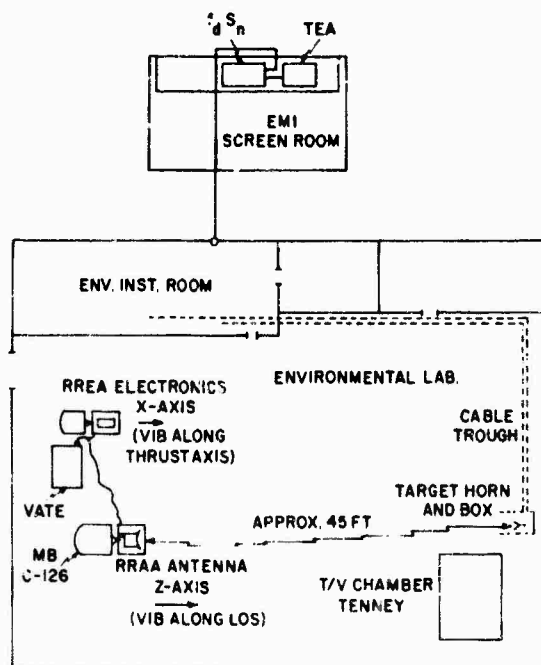 d Sn
TEA
EMI
SCREEN ROOM
ENV. INST. ROOM
ENVIRONMENTAL LAB.
RREA ELECTRONICS
X-AXIS
(VIB ALONG
THRUST AXIS)
CABLE
TROUGH
VATE
TARGET HORN
AND BOX
APPROX. 45 FT
MB
C-126
RRAA ANTENNA
Z-AXIS
(VIB ALONG LOS)
T/V CHAMBER
TENNEY